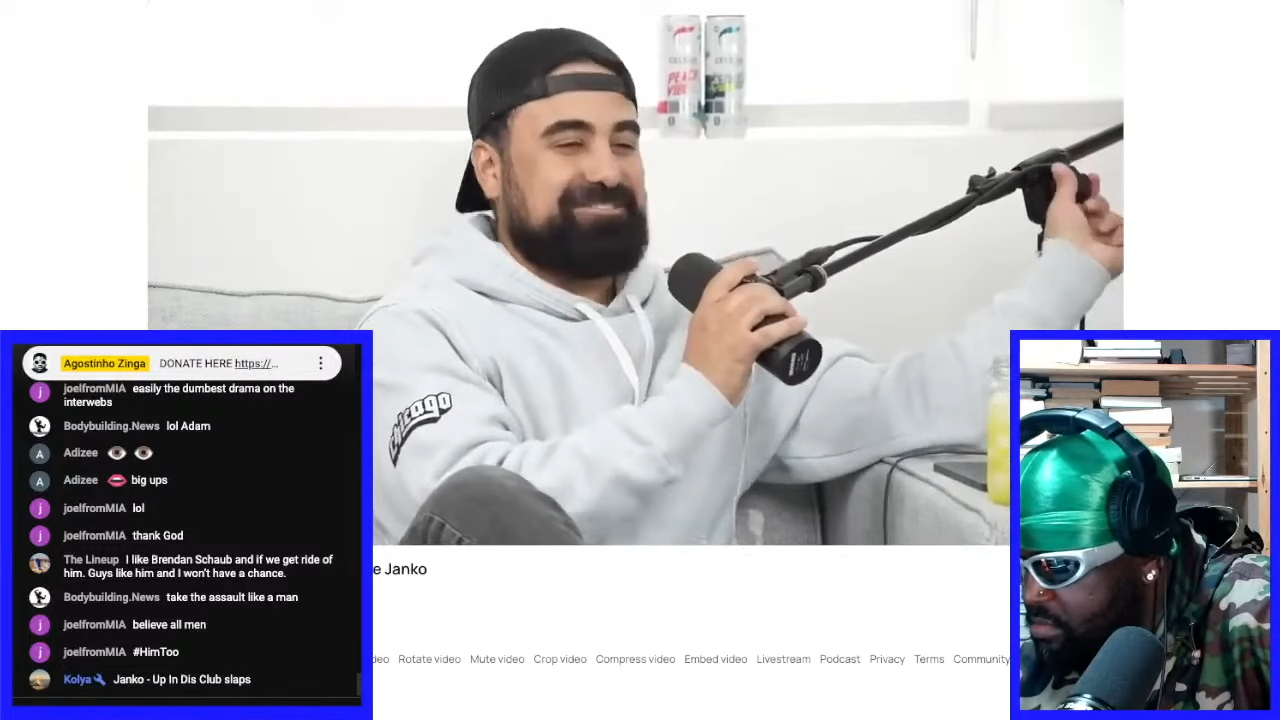 CELSIUS
PEACH
VIBE
Chicago
Agostinho Zinga DONATE HERE https://...
joelfromMIA easily the dumbest drama on the
interwebs
Bodybuilding.News lol Adam
Adizee
Adizee big ups
joelfromMIA lol
joelfromMIA thank God
The Lineup I like Brendan Schaub and if we get ride of
him. Guys like him and I won't have a chance.
Bodybuilding.News take the assault like a man
joelfromMIA believe all men
joelfromMIA #HimToo
Kolya Janko - Up In Dis Club slaps
e Janko
deo Rotate video Mute video Crop video Compress video Embed video Livestream Podcast Privacy Terms Community